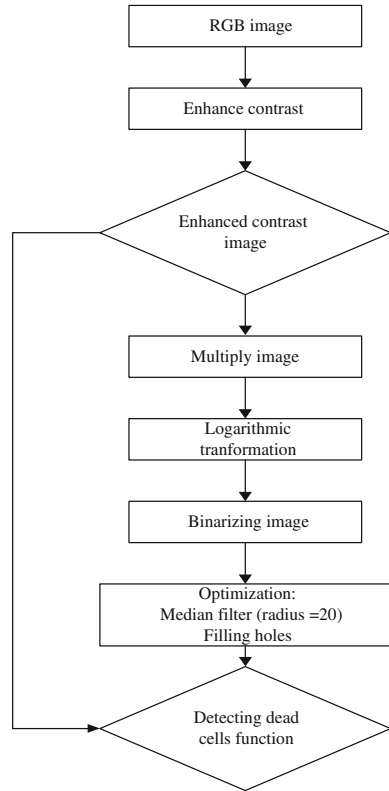 RGB image
Enhance contrast
Enhanced contrast
image
Multiply image
Logarithmic
tranformation
Binarizing image
Optimization:
Median filter (radius =20)
Filling holes
Detecting dead
cells function